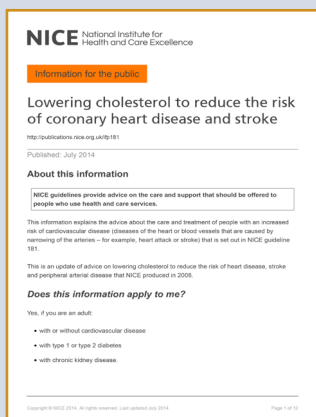 NICE National Institute for
Health and Care Excellence
Information for the public
Lowering cholesterol to reduce the risk
of coronary heart disease and stroke
http://publications.nice.org.uk/ifp181
Published: July 2014
About this information
NICE guidelines provide advice on the care and support that should be offered to
people who use health and care services.
This information explains the advice about the care and treatment of people with an increased
risk of cardiovascular disease (diseases of the heart or blood vessels that are caused by
narrowing of the arteries – for example, heart attack or stroke) that is set out in NICE guideline
181.
This is an update of advice on lowering cholesterol to reduce the risk of heart disease, stroke
and peripheral arterial disease that NICE produced in 2008.
Does this information apply to me?
Yes, if you are an adult:
• with or without cardiovascular disease
• with type 1 or type 2 diabetes
• with chronic kidney disease.
Copyright © NICE 2014. All rights reserved. Last updated July 2014
Page 1 of 12